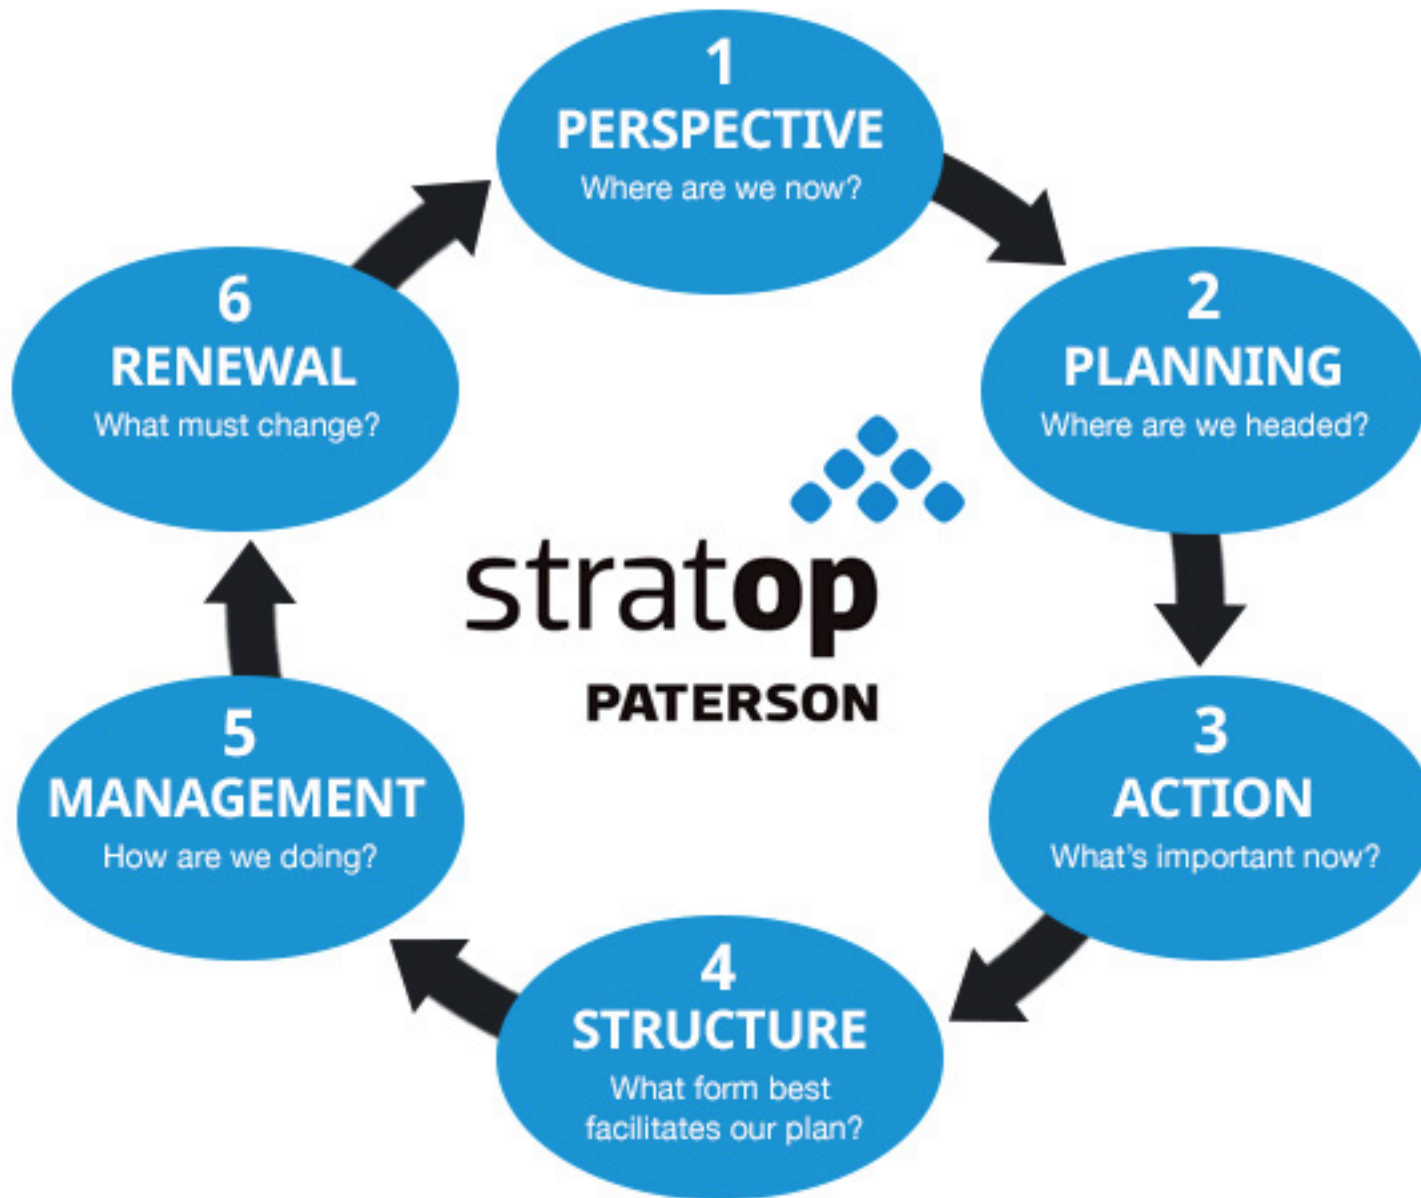 1
PERSPECTIVE
Where are we now?
2
PLANNING
Where are we headed?
3
ACTION
What's important now?
4
STRUCTURE
What form best
facilitates our plan?
5
MANAGEMENT
How are we doing?
6
RENEWAL
What must change?
stratop
PATERSON